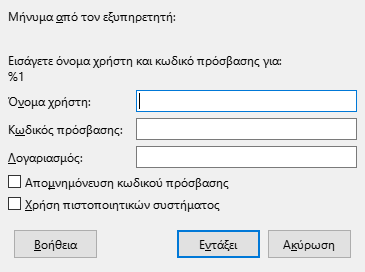 Μήνυμα από τον εξυπηρετητή:
Εισάγετε όνομα χρήστη και κωδικό πρόσβασης για:
%1
Όνομα χρήστη:
Κωδικός πρόσβασης:
Λογαριασμός:
Απομνημόνευση κωδικού πρόσβασης
Χρήση πιστοποιητικών συστήματος
Βοήθεια Εντάξει Ακύρωση